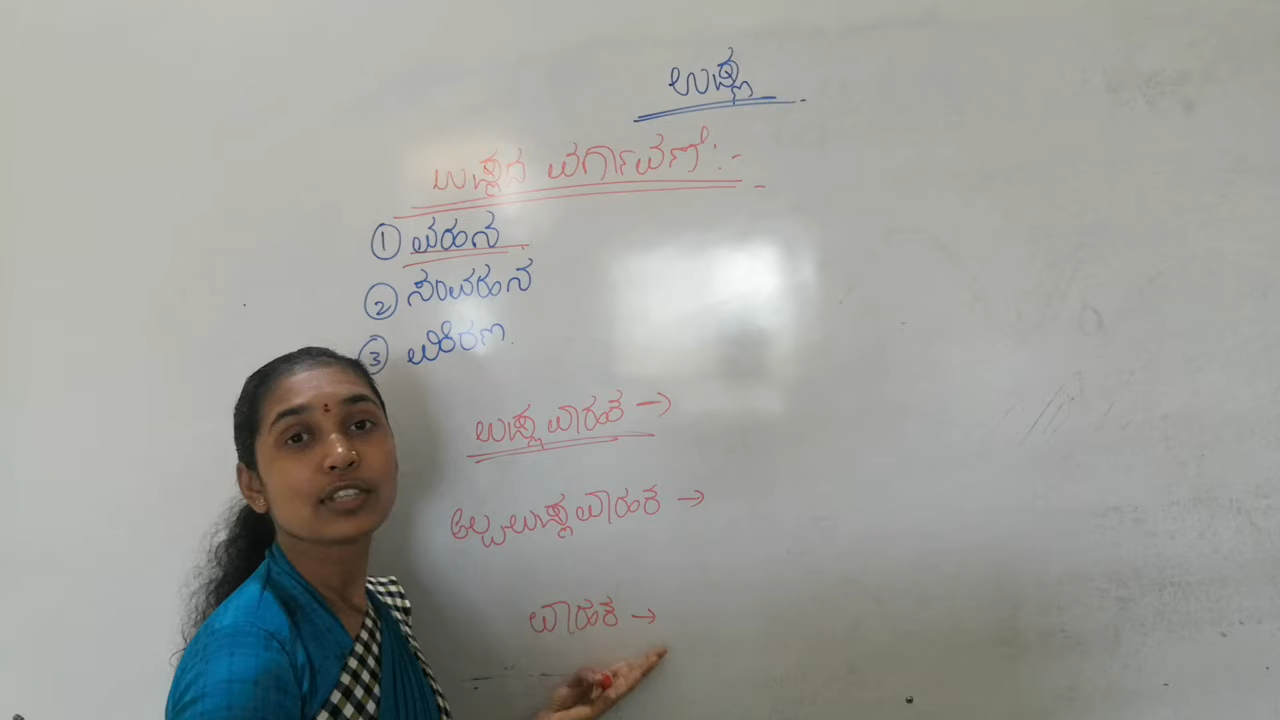 ಉಷ್ಣ
ಉಷ್ಣದ ವರ್ಗಾವಣೆ :-
① ವಹನ
② ಸಂವಹನ
③ ವಿಕಿರಣ
ಉಷ್ಣವಾಹಕ →
ಅಲ್ಪಉಷ್ಣವಾಹಕ →
ವಾಹಕ →